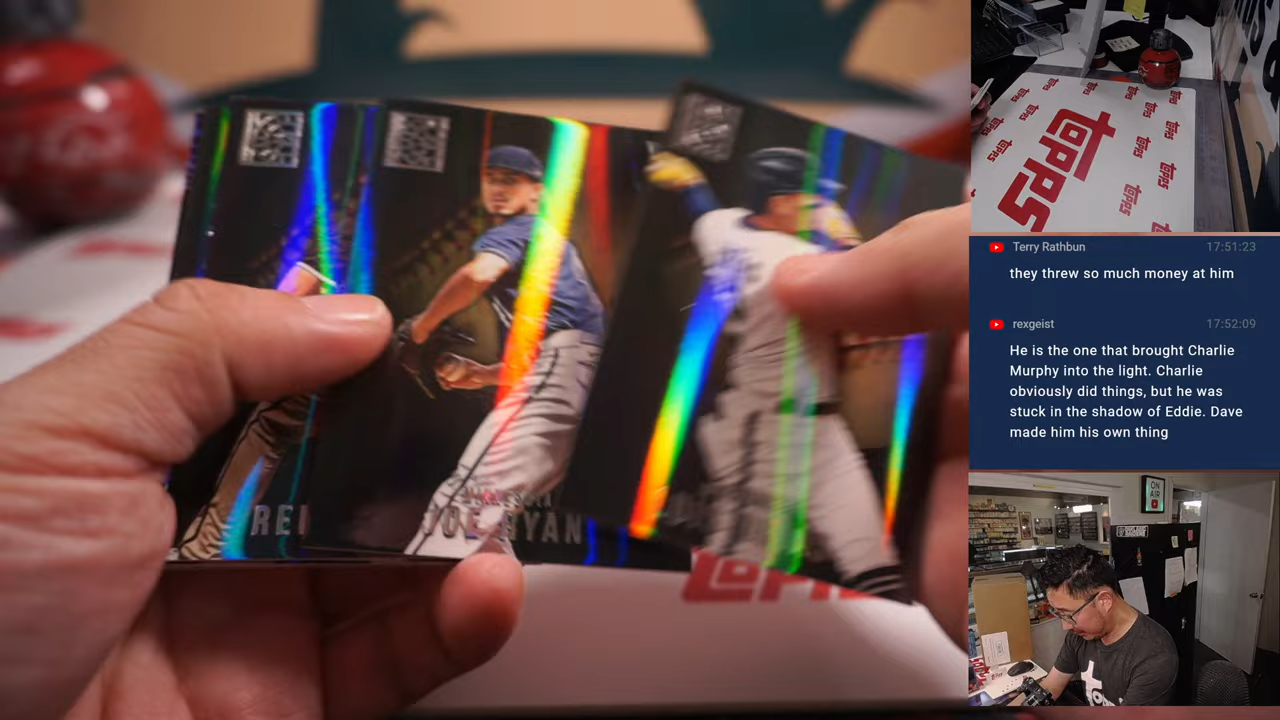 JOE RYAN
REI
Topps
Topps
Terry Rathbun
17:51:23
they threw so much money at him
rexgeist
17:52:09
He is the one that brought Charlie
Murphy into the light. Charlie
obviously did things, but he was
stuck in the shadow of Eddie. Dave
made him his own thing
ON
AIR